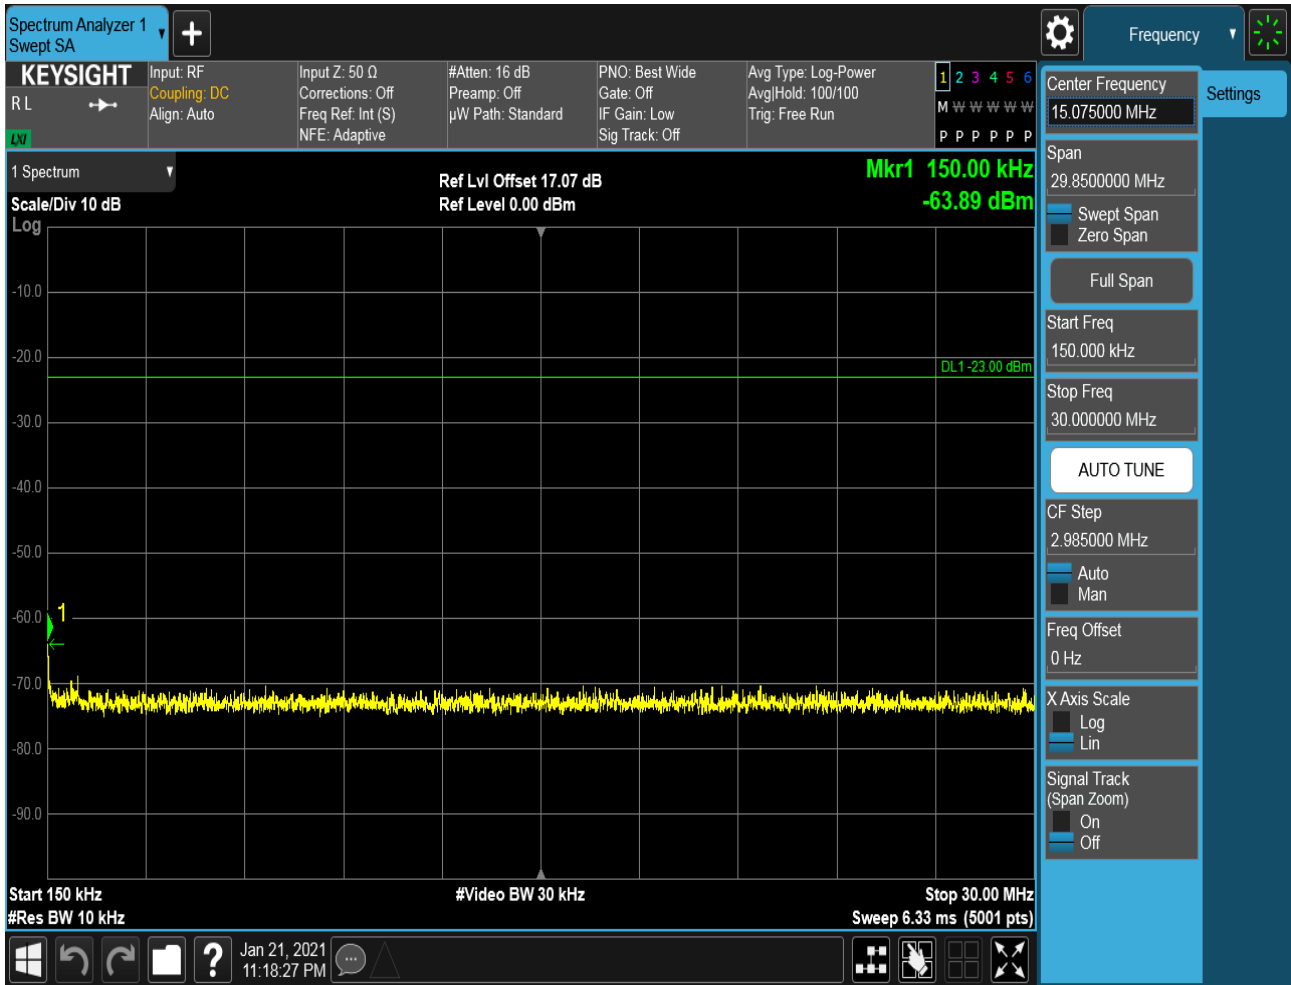 Spectrum Analyzer 1
Swept SA
Frequency
KEYSIGHT
R L
LXI
Input: RF
Coupling: DC
Align: Auto
Input Z: 50 Ω
Corrections: Off
Freq Ref: Int (S)
NFE: Adaptive
#Atten: 16 dB
Preamp: Off
µW Path: Standard
PNO: Best Wide
Gate: Off
IF Gain: Low
Sig Track: Off
Avg Type: Log-Power
Avg|Hold: 100/100
Trig: Free Run
1 2 3 4 5 6
M W W W W W
P P P P P P
1 Spectrum
Scale/Div 10 dB
Log
Ref Lvl Offset 17.07 dB
Ref Level 0.00 dBm
Mkr1 150.00 kHz
-63.89 dBm
-10.0
-20.0
DL1 -23.00 dBm
-30.0
-40.0
-50.0
-60.0
1
-70.0
-80.0
-90.0
Start 150 kHz
#Res BW 10 kHz
#Video BW 30 kHz
Stop 30.00 MHz
Sweep 6.33 ms (5001 pts)
?
Jan 21, 2021
11:18:27 PM
Center Frequency
15.075000 MHz
Settings
Span
29.8500000 MHz
Swept Span
Zero Span
Full Span
Start Freq
150.000 kHz
Stop Freq
30.000000 MHz
AUTO TUNE
CF Step
2.985000 MHz
Auto
Man
Freq Offset
0 Hz
X Axis Scale
Log
Lin
Signal Track
(Span Zoom)
On
Off